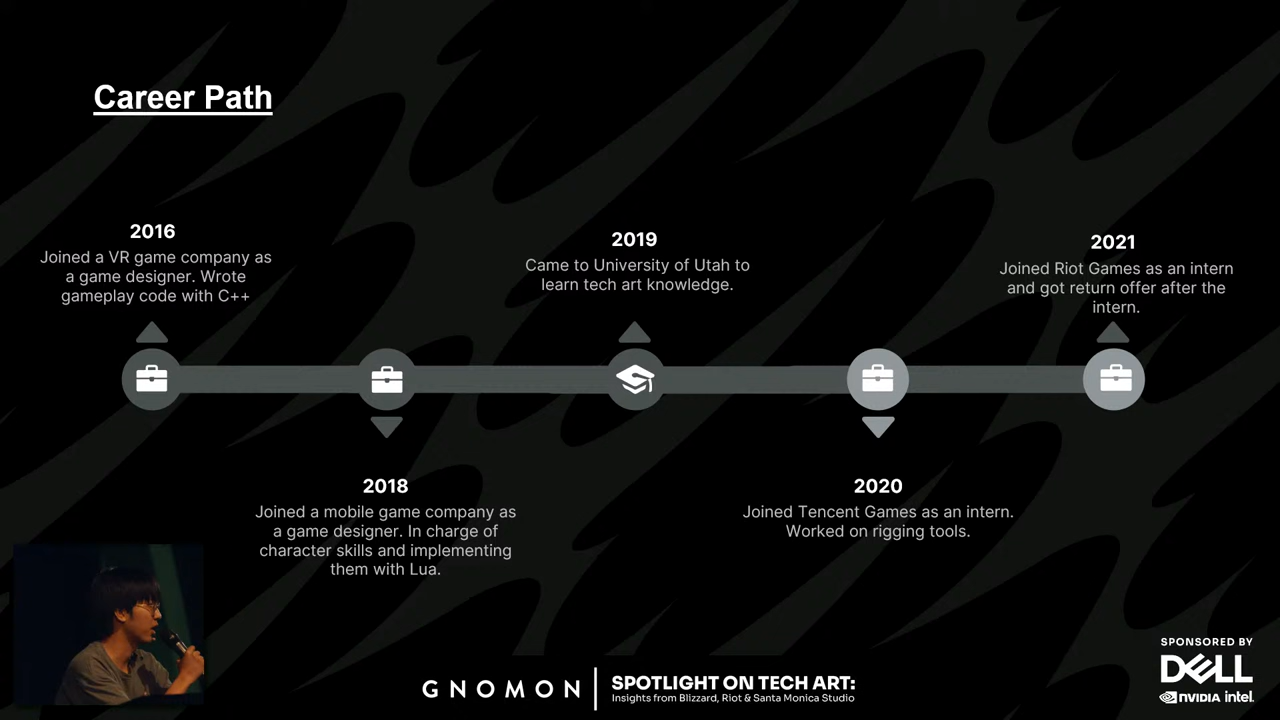 Career Path
2016
Joined a VR game company as
a game designer. Wrote
gameplay code with C++
2018
Joined a mobile game company as
a game designer. In charge of
character skills and implementing
them with Lua.
2019
Came to University of Utah to
learn tech art knowledge.
2020
Joined Tencent Games as an intern.
Worked on rigging tools.
2021
Joined Riot Games as an intern
and got return offer after the
intern.
GNOMON
SPOTLIGHT ON TECH ART:
Insights from Blizzard, Riot & Santa Monica Studio
SPONSORED BY
DELL
NVIDIA intel.